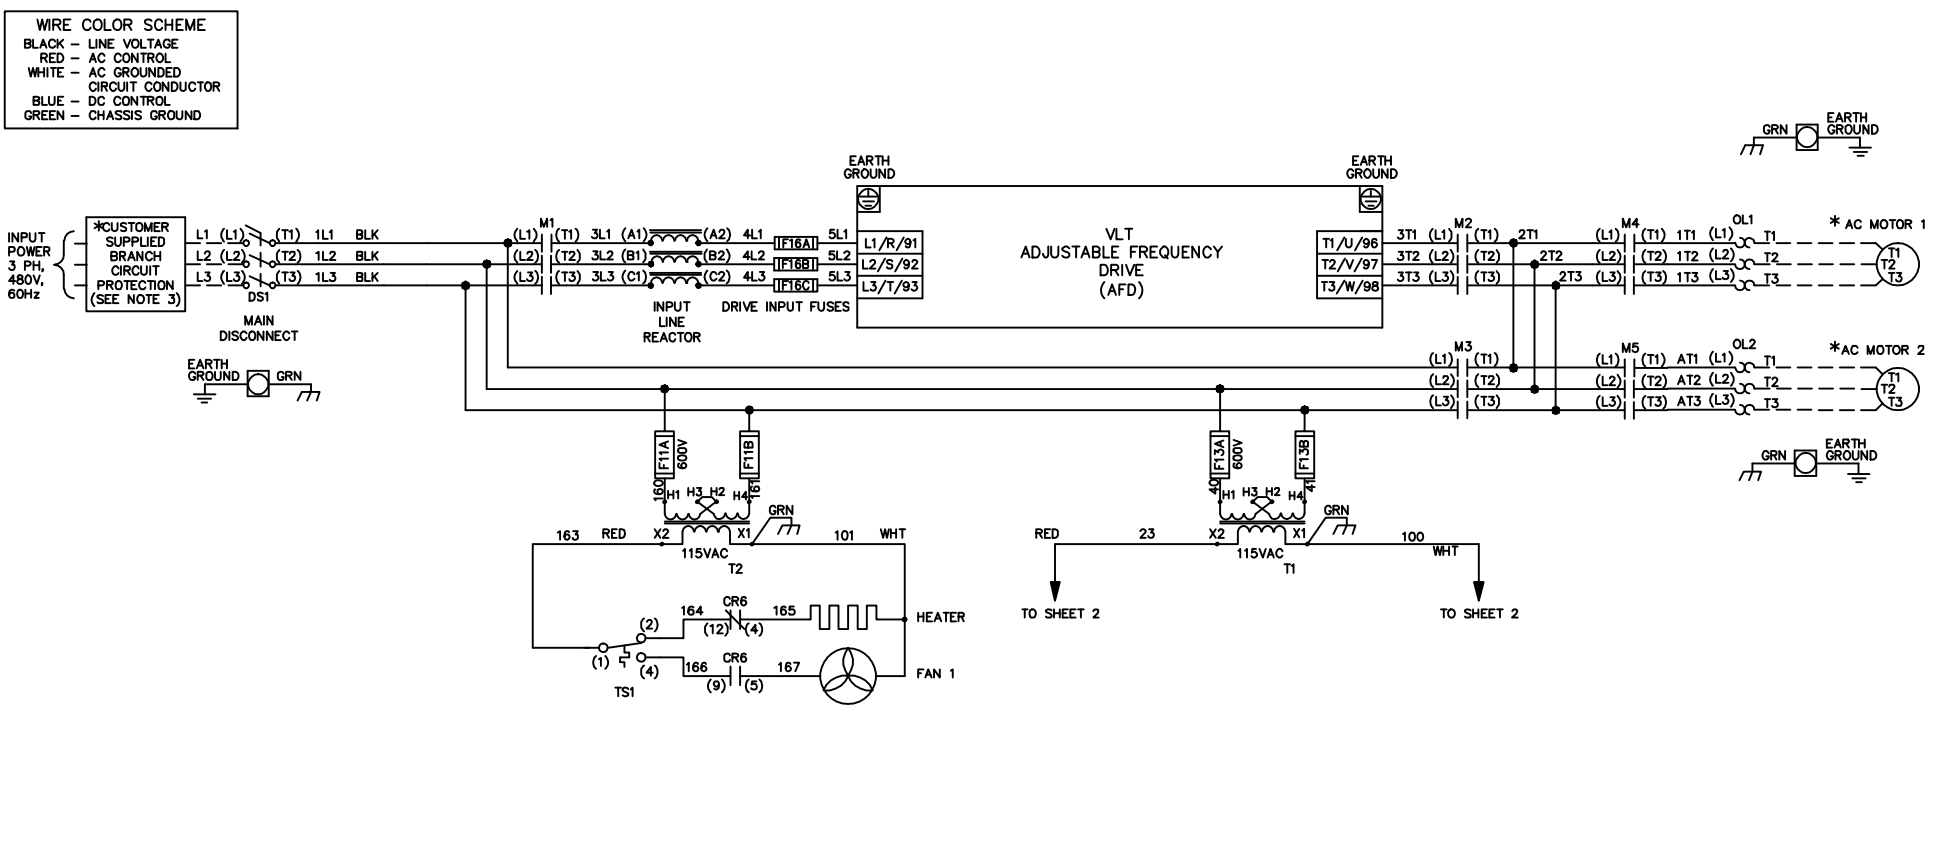 WIRE COLOR SCHEME
BLACK – LINE VOLTAGE
RED – AC CONTROL
WHITE – AC GROUNDED
CIRCUIT CONDUCTOR
BLUE – DC CONTROL
GREEN – CHASSIS GROUND
GRN
EARTH
GROUND
EARTH
GROUND
EARTH
GROUND
INPUT
POWER
3 PH,
480V,
60Hz
*CUSTOMER
SUPPLIED
BRANCH
CIRCUIT
PROTECTION
(SEE NOTE 3)
L1 (L1) (T1) 1L1 BLK
L2 (L2) (T2) 1L2 BLK
L3 (L3) (T3) 1L3 BLK
DS1
MAIN
DISCONNECT
M1
(L1) (T1) 3L1 (A1) (A2) 4L1 F16A 5L1 L1/R/91
(L2) (T2) 3L2 (B1) (B2) 4L2 F16B 5L2 L2/S/92
(L3) (T3) 3L3 (C1) (C2) 4L3 F16C 5L3 L3/T/93
INPUT
LINE
REACTOR
DRIVE INPUT FUSES
VLT
ADJUSTABLE FREQUENCY
DRIVE
(AFD)
M2 M4 OL1 * AC MOTOR 1
T1/U/96 3T1 (L1) (T1) 2T1 (L1) (T1) 1T1 (L1) T1 T1
T2/V/97 3T2 (L2) (T2) 2T2 (L2) (T2) 1T2 (L2) T2 T2
T3/W/98 3T3 (L3) (T3) 2T3 (L3) (T3) 1T3 (L3) T3 T3
EARTH
GROUND GRN
M3 M5 OL2 *AC MOTOR 2
(L1) (T1) (L1) (T1) AT1 (L1) T1 T1
(L2) (T2) (L2) (T2) AT2 (L2) T2 T2
(L3) (T3) (L3) (T3) AT3 (L3) T3 T3
GRN
EARTH
GROUND
F11A
600V
F11B
160
161
H1 H3 H2 H4
GRN
163 RED X2 X1 101 WHT
115VAC
T2
F13A
600V
F13B
40
41
H1 H3 H2 H4
GRN
RED 23 X2 X1 100
WHT
115VAC
T1
TO SHEET 2
TO SHEET 2
CR6
164 165 HEATER
(12) (4)
(2)
(1)
(4)
TS1
CR6
166 167 FAN 1
(9) (5)